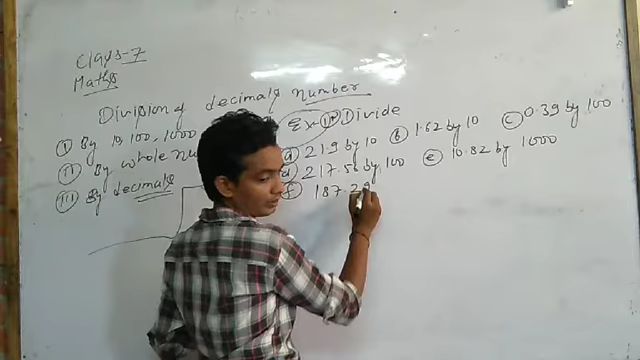 Class-7
Maths
Division of decimals number
(I) By 10, 100, 1000
(II) By whole Nu
(III) By decimals
Ex-(1) Divide
(a) 21.9 by 10 (b) 1.62 by 10 (c) 0.39 by 100
(d) 217.56 by 100 (e) 10.82 by 1000
(f) 187.29